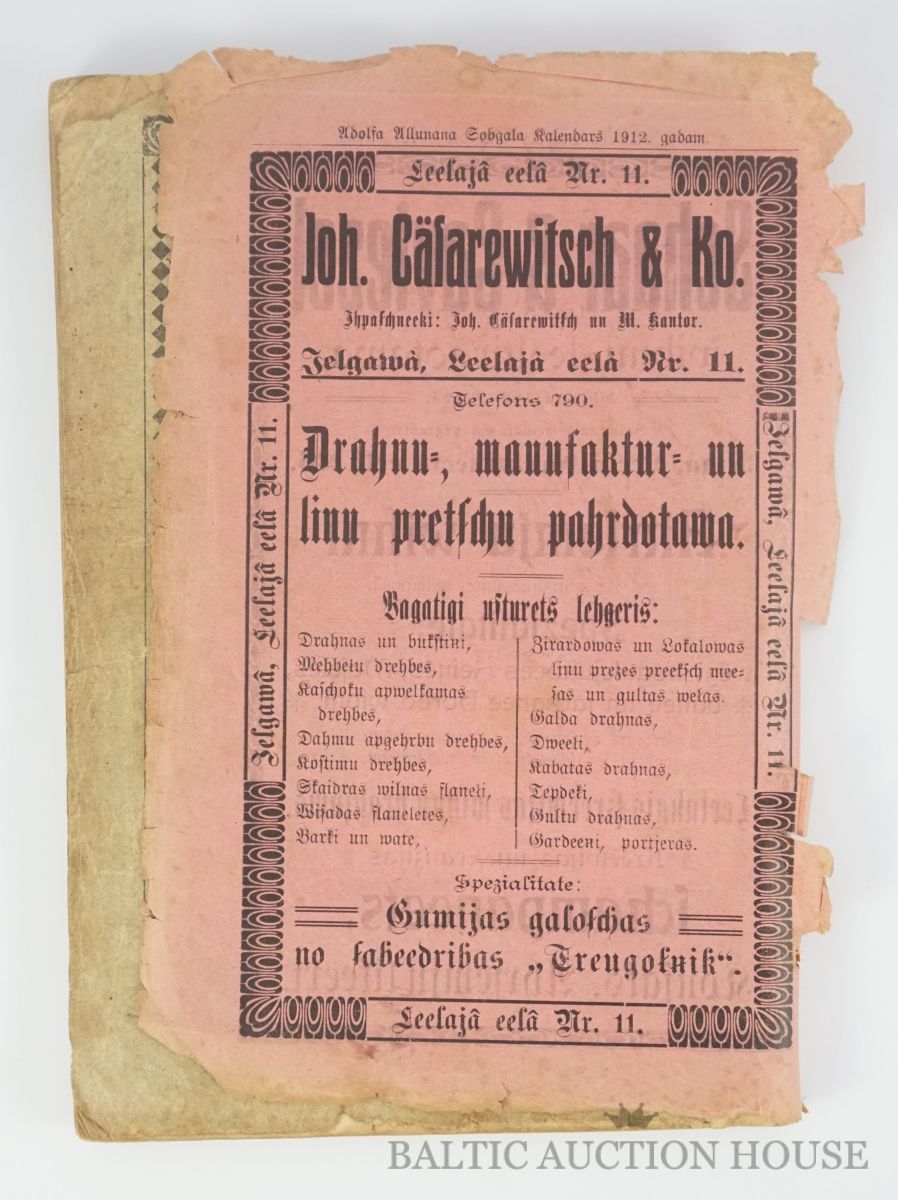 Adolfa Allunana Sobgala Kalendars 1912. gadam.
Leelajâ eelâ Nr. 11.
Joh. Cäſarewitſch & Ko.
Ihpaſchneeki: Joh. Cäſarewitſch un M. Kantor.
Jelgawâ, Leelajâ eelâ Nr. 11.
Telefons 790.
Drahnu-, manufaktur- un
linu pretſchu pahrdotawa.
Bagatigi uſturets lehgeris:
Drahnas un bukſtini,
Mehbełu drehbes,
Kaſchoku apwelkamas
drehbes,
Dahmu apgehrbu drehbes,
Koſtimu drehbes,
Skaidras wilnas flaneli,
Wiſadas flaneletes,
Barki un wate,
Zirardowas un Lokalowas
linu prezes preekſch mee-
ſas un gultas weļas.
Galda drahnas,
Dweeļi,
Kabatas drahnas,
Tepdeki,
Gultu drahnas,
Gardeeni, portjeras.
Spezialitate:
Gumijas galoſchas
no ſabeedribas „Treugoļnik“.
Leelajâ eelâ Nr. 11.
Jelgawâ, Leelajâ eelâ Nr. 11.
Jelgawâ, Leelajâ eelâ Nr. 11.
BALTIC AUCTION HOUSE